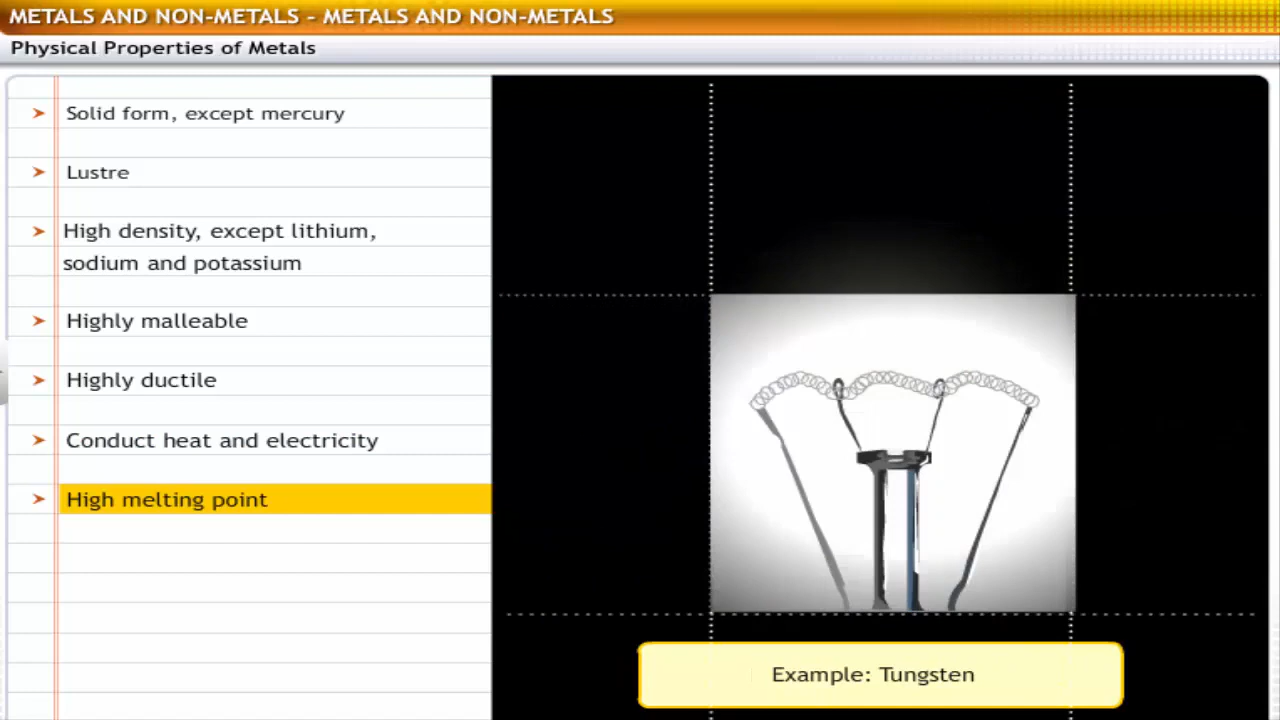 METALS AND NON-METALS - METALS AND NON-METALS
Physical Properties of Metals
Solid form, except mercury
Lustre
High density, except lithium,
sodium and potassium
Highly malleable
Highly ductile
Conduct heat and electricity
High melting point
Example: Tungsten